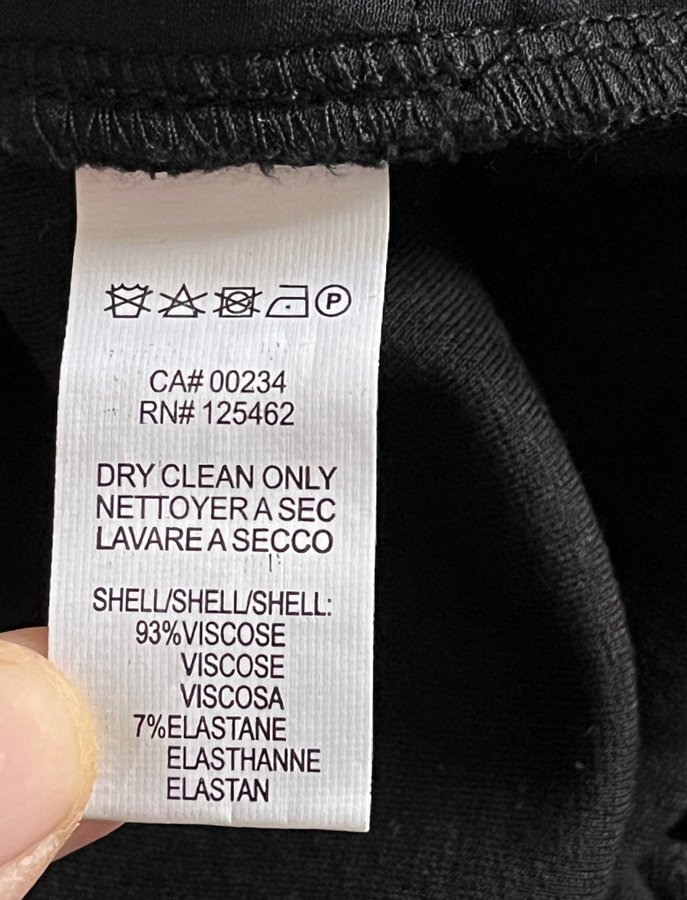 P
CA# 00234
RN# 125462
DRY CLEAN ONLY
NETTOYER A SEC
LAVARE A SECCO
SHELL/SHELL/SHELL:
93%VISCOSE
VISCOSE
VISCOSA
7%ELASTANE
ELASTHANNE
ELASTAN